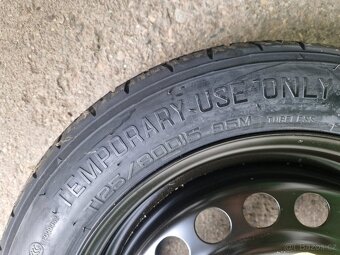 TEMPORARY-USE ONLY
T125/80D15 95M TUBELESS